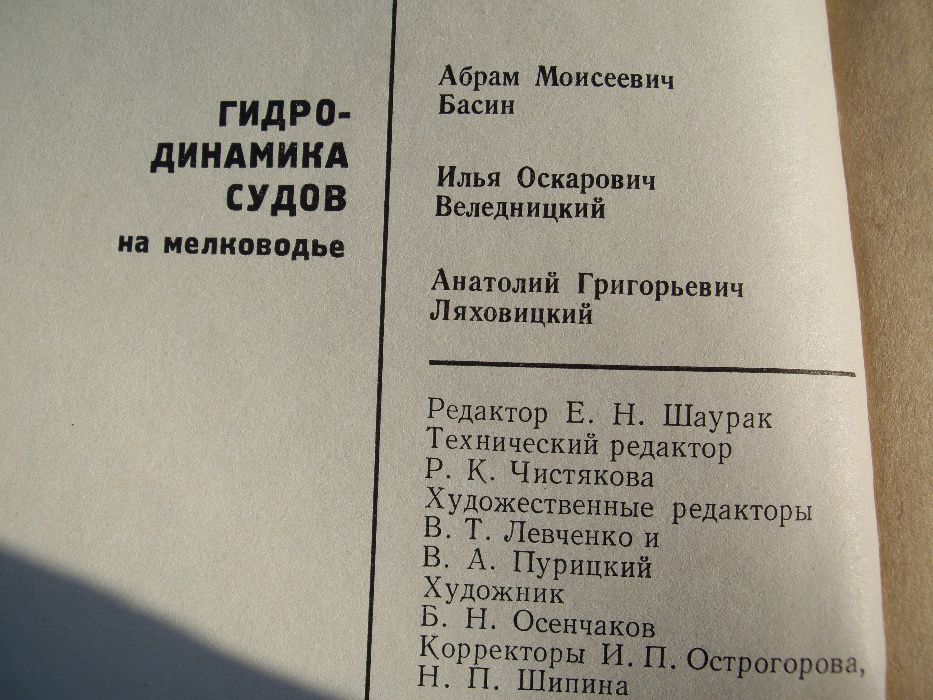 ГИДРО-
ДИНАМИКА
СУДОВ
на мелководье
Абрам Моисеевич
Басин
Илья Оскарович
Веледницкий
Анатолий Григорьевич
Ляховицкий
Редактор Е. Н. Шаурак
Технический редактор
Р. К. Чистякова
Художественные редакторы
В. Т. Левченко и
В. А. Пурицкий
Художник
Б. Н. Осенчаков
Корректоры И. П. Острогорова,
Н. П. Шипина